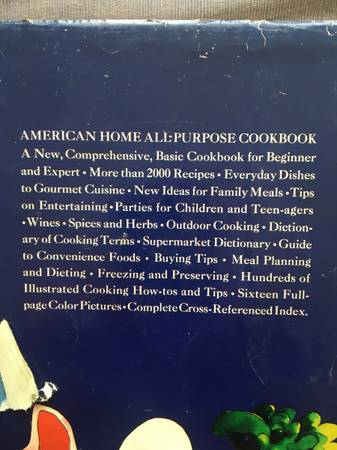 AMERICAN HOME ALL-PURPOSE COOKBOOK
A New, Comprehensive, Basic Cookbook for Beginner
and Expert • More than 2000 Recipes • Everyday Dishes
to Gourmet Cuisine • New Ideas for Family Meals • Tips
on Entertaining • Parties for Children and Teen-agers
• Wines • Spices and Herbs • Outdoor Cooking • Diction-
ary of Cooking Terms • Supermarket Dictionary • Guide
to Convenience Foods • Buying Tips • Meal Planning
and Dieting • Freezing and Preserving • Hundreds of
Illustrated Cooking How-tos and Tips • Sixteen Full-
page Color Pictures • Complete Cross-Referenced Index.